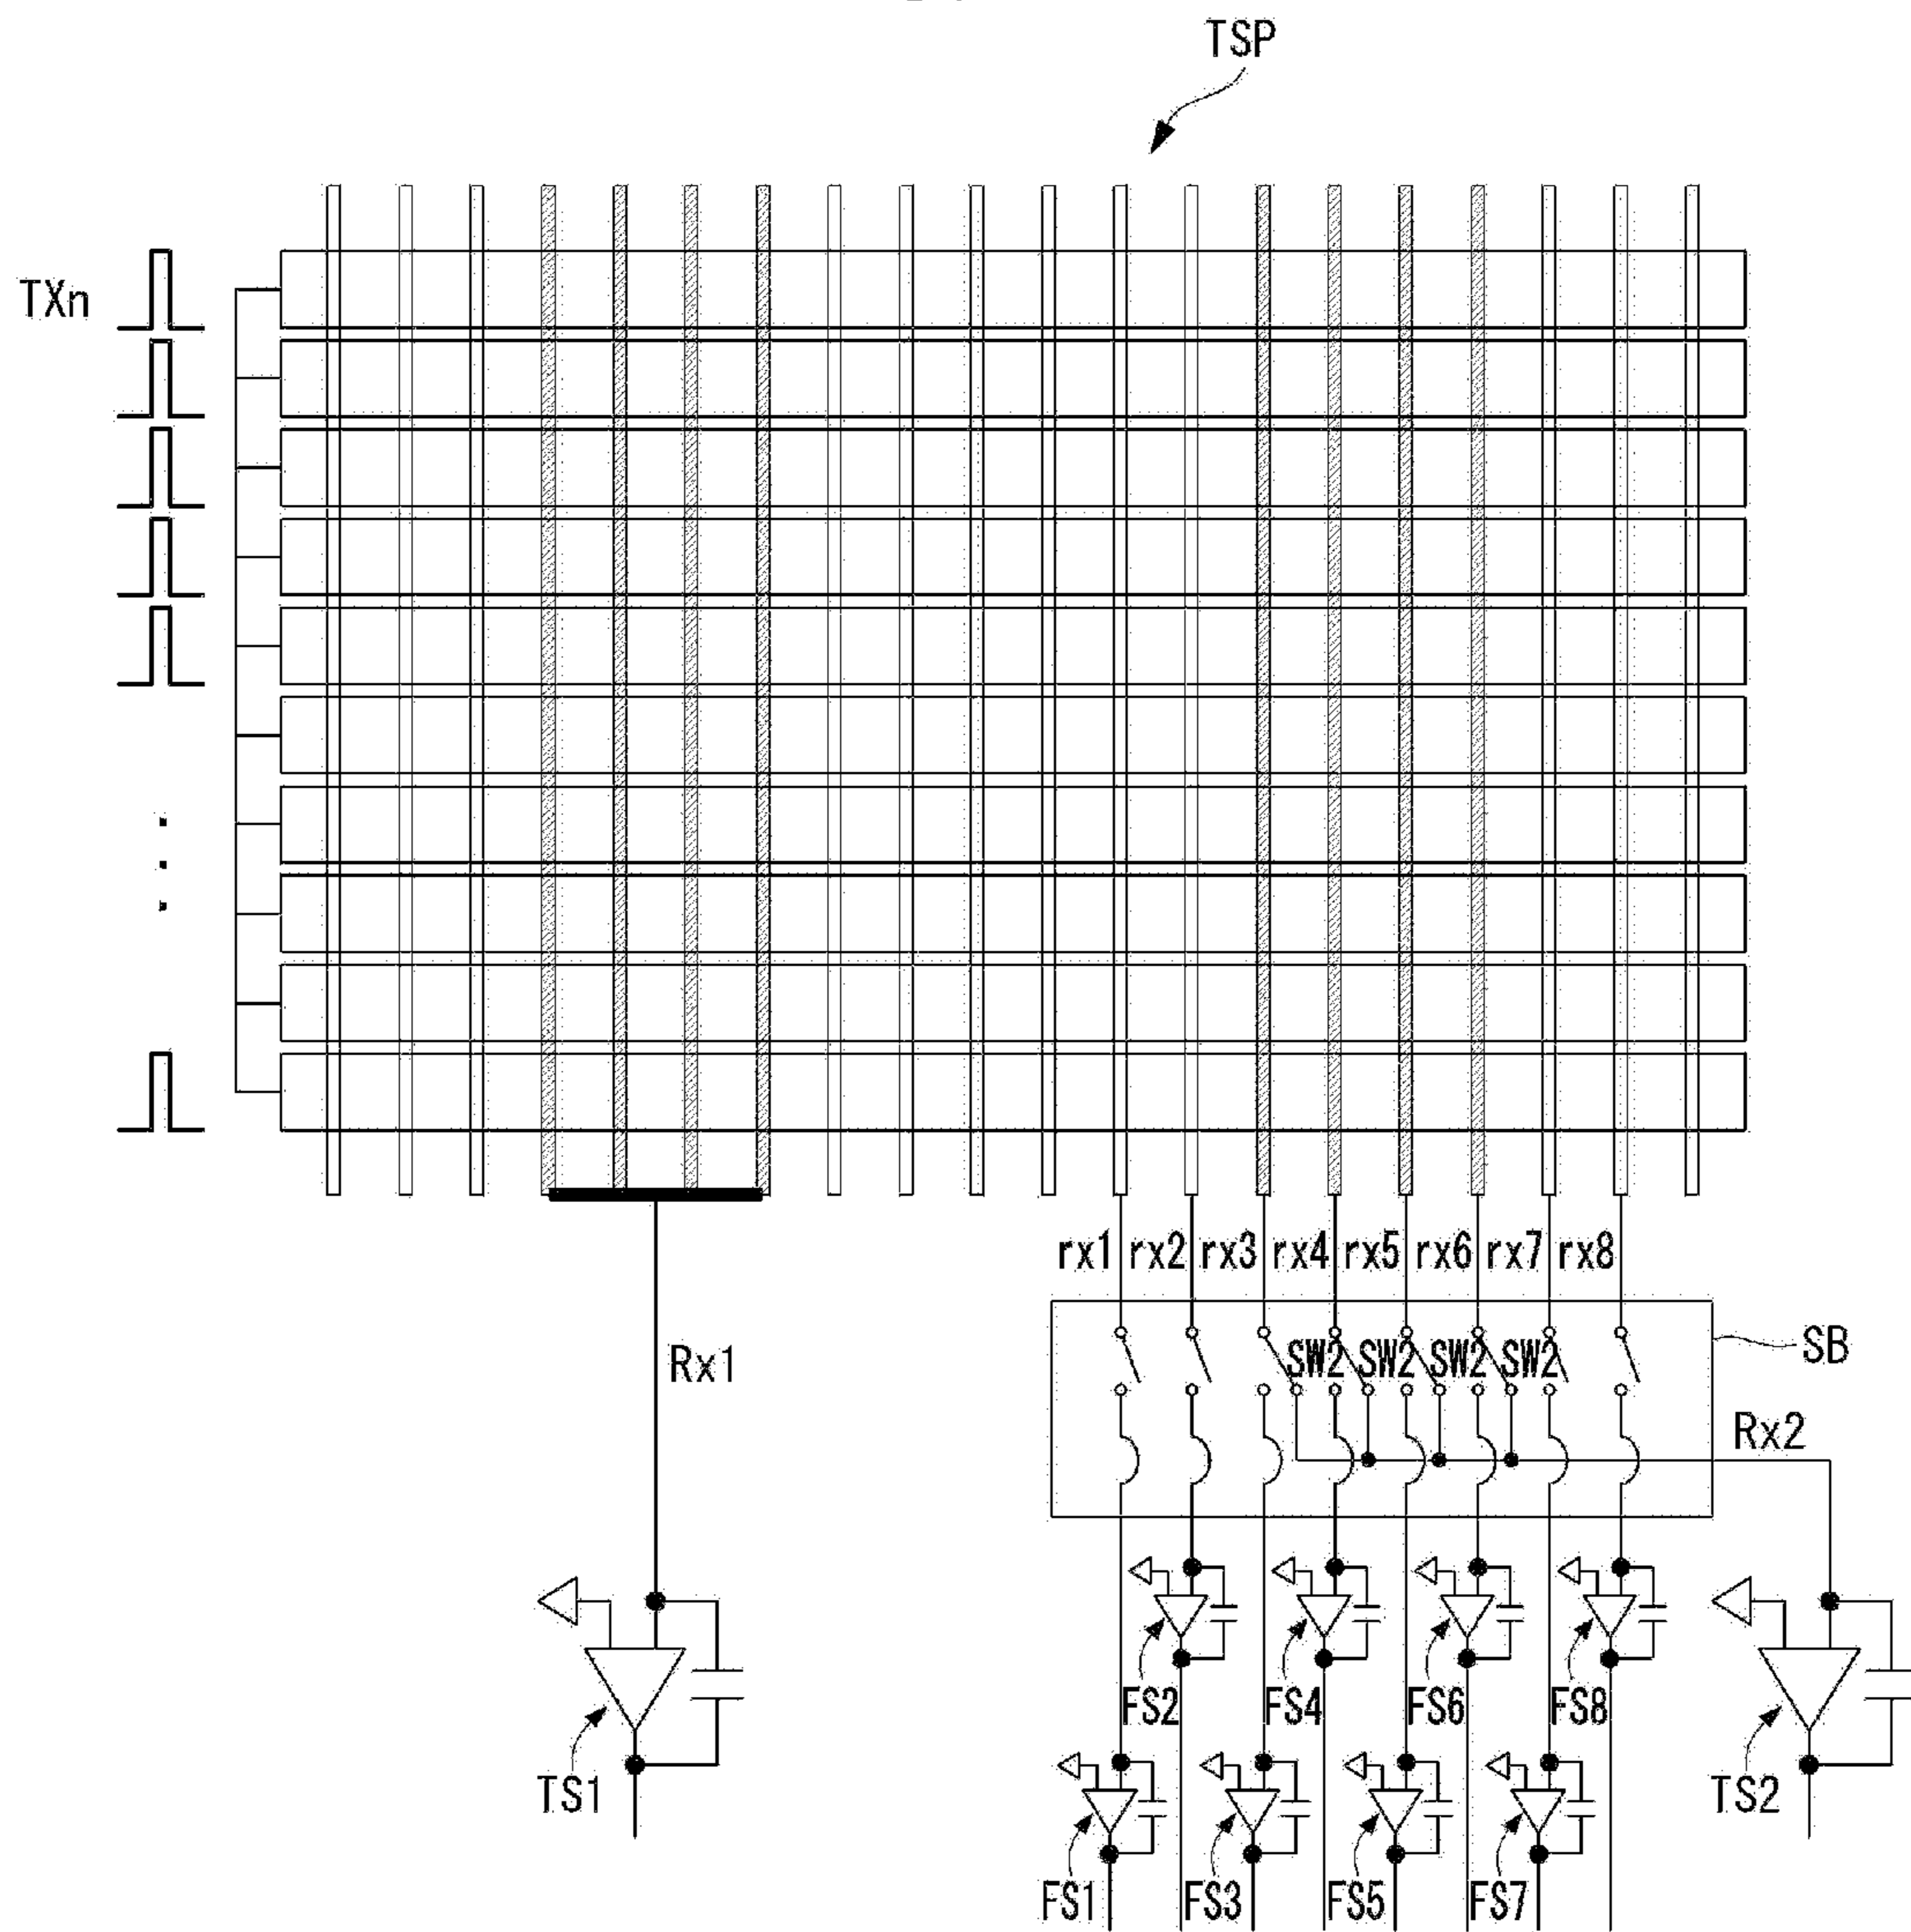 TSP
TXn
rx1 rx2 rx3 rx4 rx5 rx6 rx7 rx8
SW2 SW2 SW2 SW2
SB
Rx1
Rx2
FS2 FS4 FS6 FS8
TS1
TS2
FS1 FS3 FS5 FS7